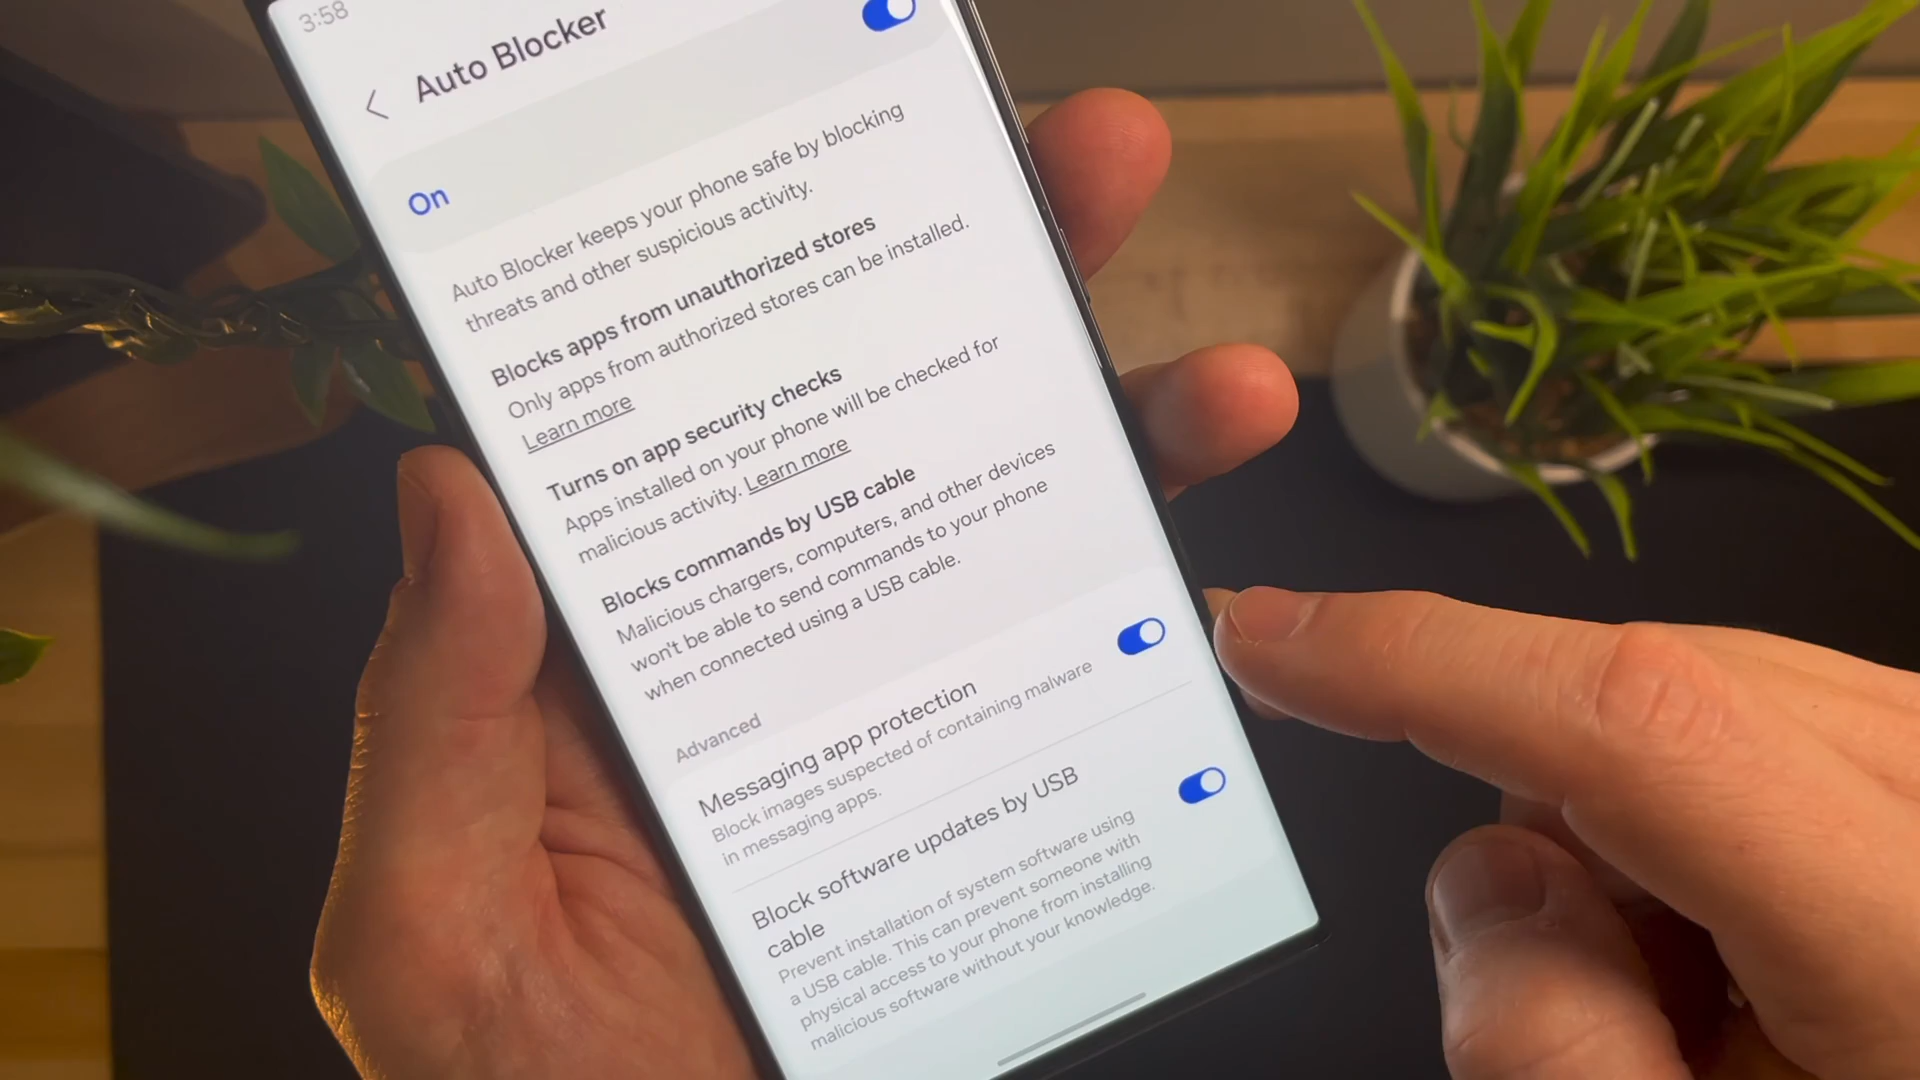 3:58
Auto Blocker
On
Auto Blocker keeps your phone safe by blocking
threats and other suspicious activity.
Blocks apps from unauthorized stores
Only apps from authorized stores can be installed.
Learn more
Turns on app security checks
Apps installed on your phone will be checked for
malicious activity. Learn more
Blocks commands by USB cable
Malicious chargers, computers, and other devices
won't be able to send commands to your phone
when connected using a USB cable.
Advanced
Messaging app protection
Block images suspected of containing malware
in messaging apps.
Block software updates by USB
cable
Prevent installation of system software using
a USB cable. This can prevent someone with
physical access to your phone from installing
malicious software without your knowledge.